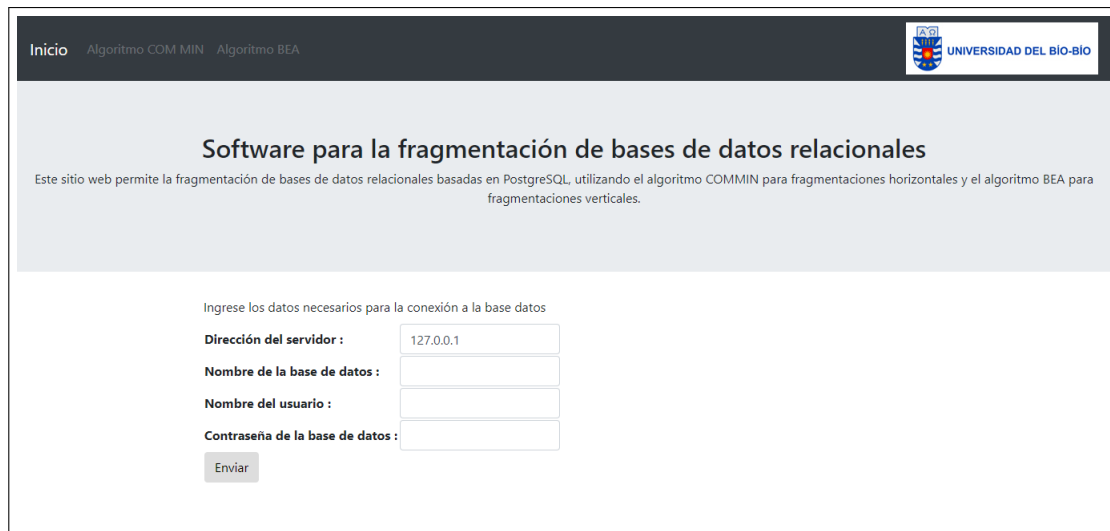 Inicio Algoritmo COM MIN Algoritmo BEA
ΑΩ
UNIVERSIDAD DEL BÍO-BÍO
Software para la fragmentación de bases de datos relacionales
Este sitio web permite la fragmentación de bases de datos relacionales basadas en PostgreSQL, utilizando el algoritmo COMMIN para fragmentaciones horizontales y el algoritmo BEA para
fragmentaciones verticales.
Ingrese los datos necesarios para la conexión a la base datos
Dirección del servidor : 127.0.0.1
Nombre de la base de datos :
Nombre del usuario :
Contraseña de la base de datos :
Enviar